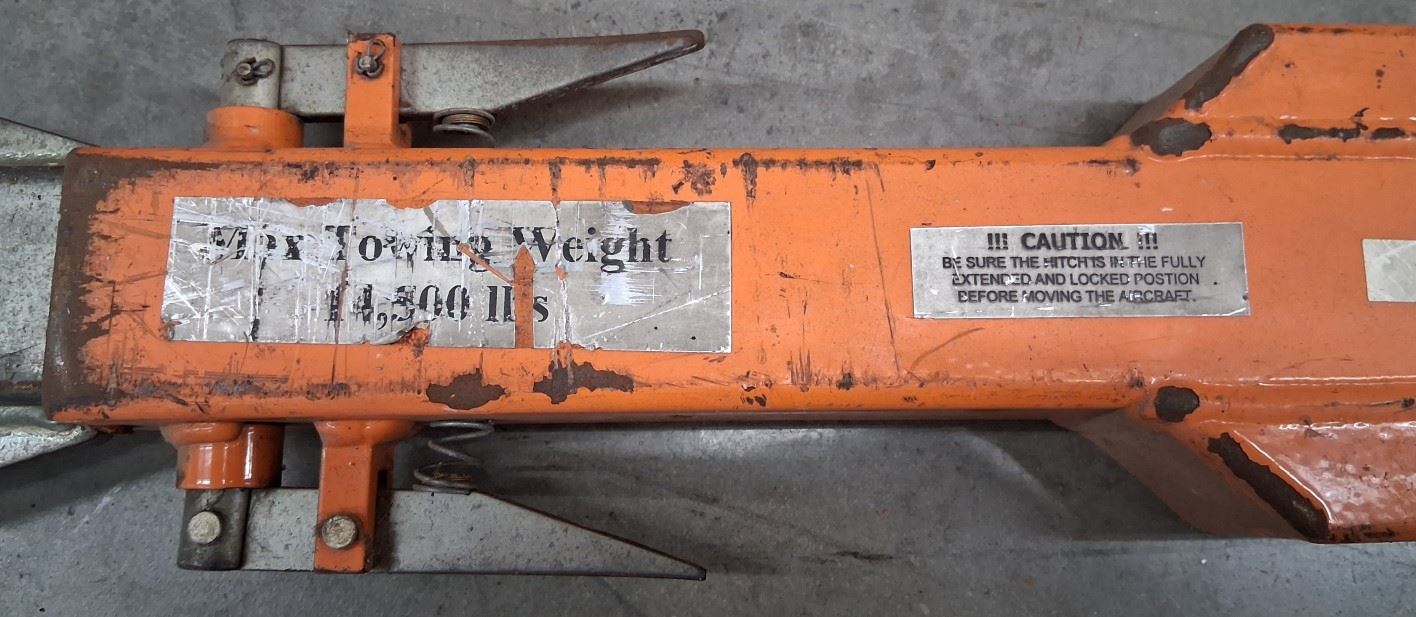 Max Towing Weight
14,500 lbs
!!! CAUTION !!!
BE SURE THE HITCH IS IN THE FULLY
EXTENDED AND LOCKED POSTION
BEFORE MOVING THE AIRCRAFT.